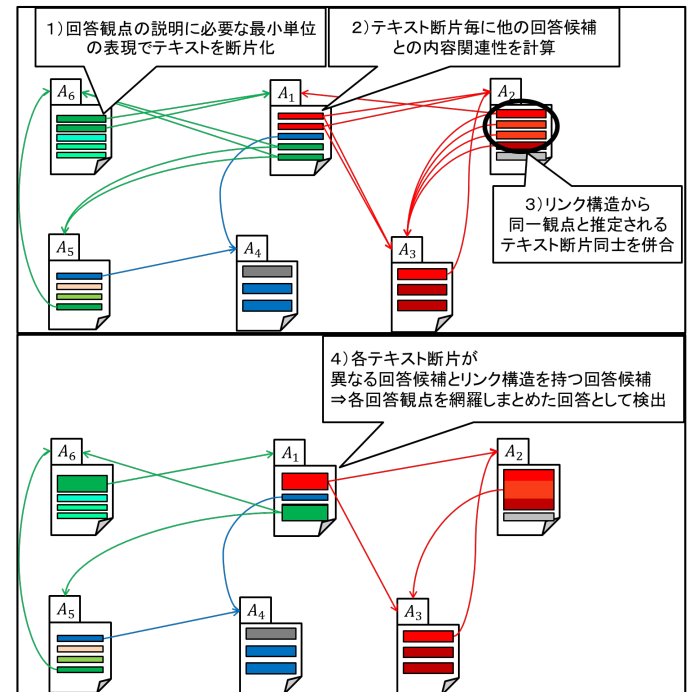 1）回答観点の説明に必要な最小単位
の表現でテキストを断片化
2）テキスト断片毎に他の回答候補
との内容関連性を計算
A6
A1
A2
3）リンク構造から
同一観点と推定される
テキスト断片同士を併合
A5
A4
A3
4）各テキスト断片が
異なる回答候補とリンク構造を持つ回答候補
⇒各回答観点を網羅しまとめた回答として検出
A6
A1
A2
A5
A4
A3